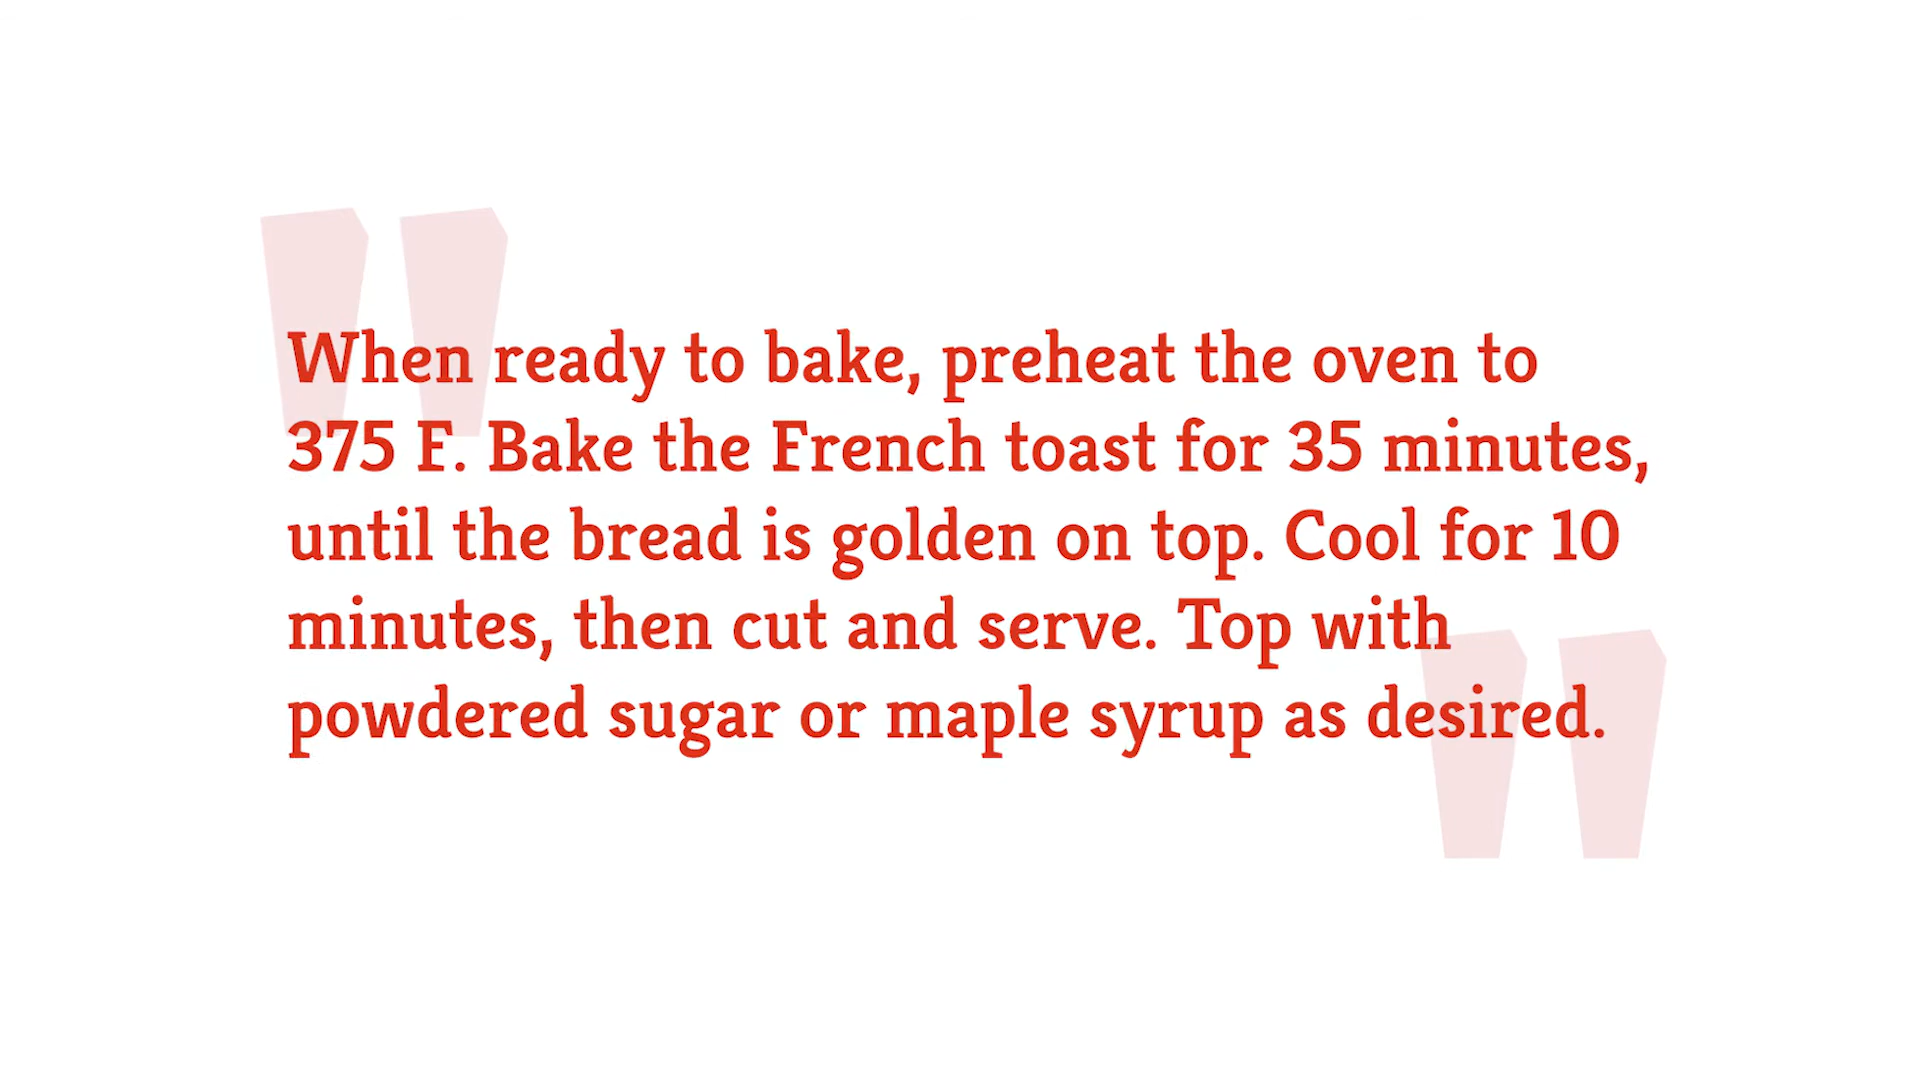 When ready to bake, preheat the oven to
375 F. Bake the French toast for 35 minutes,
until the bread is golden on top. Cool for 10
minutes, then cut and serve. Top with
powdered sugar or maple syrup as desired.